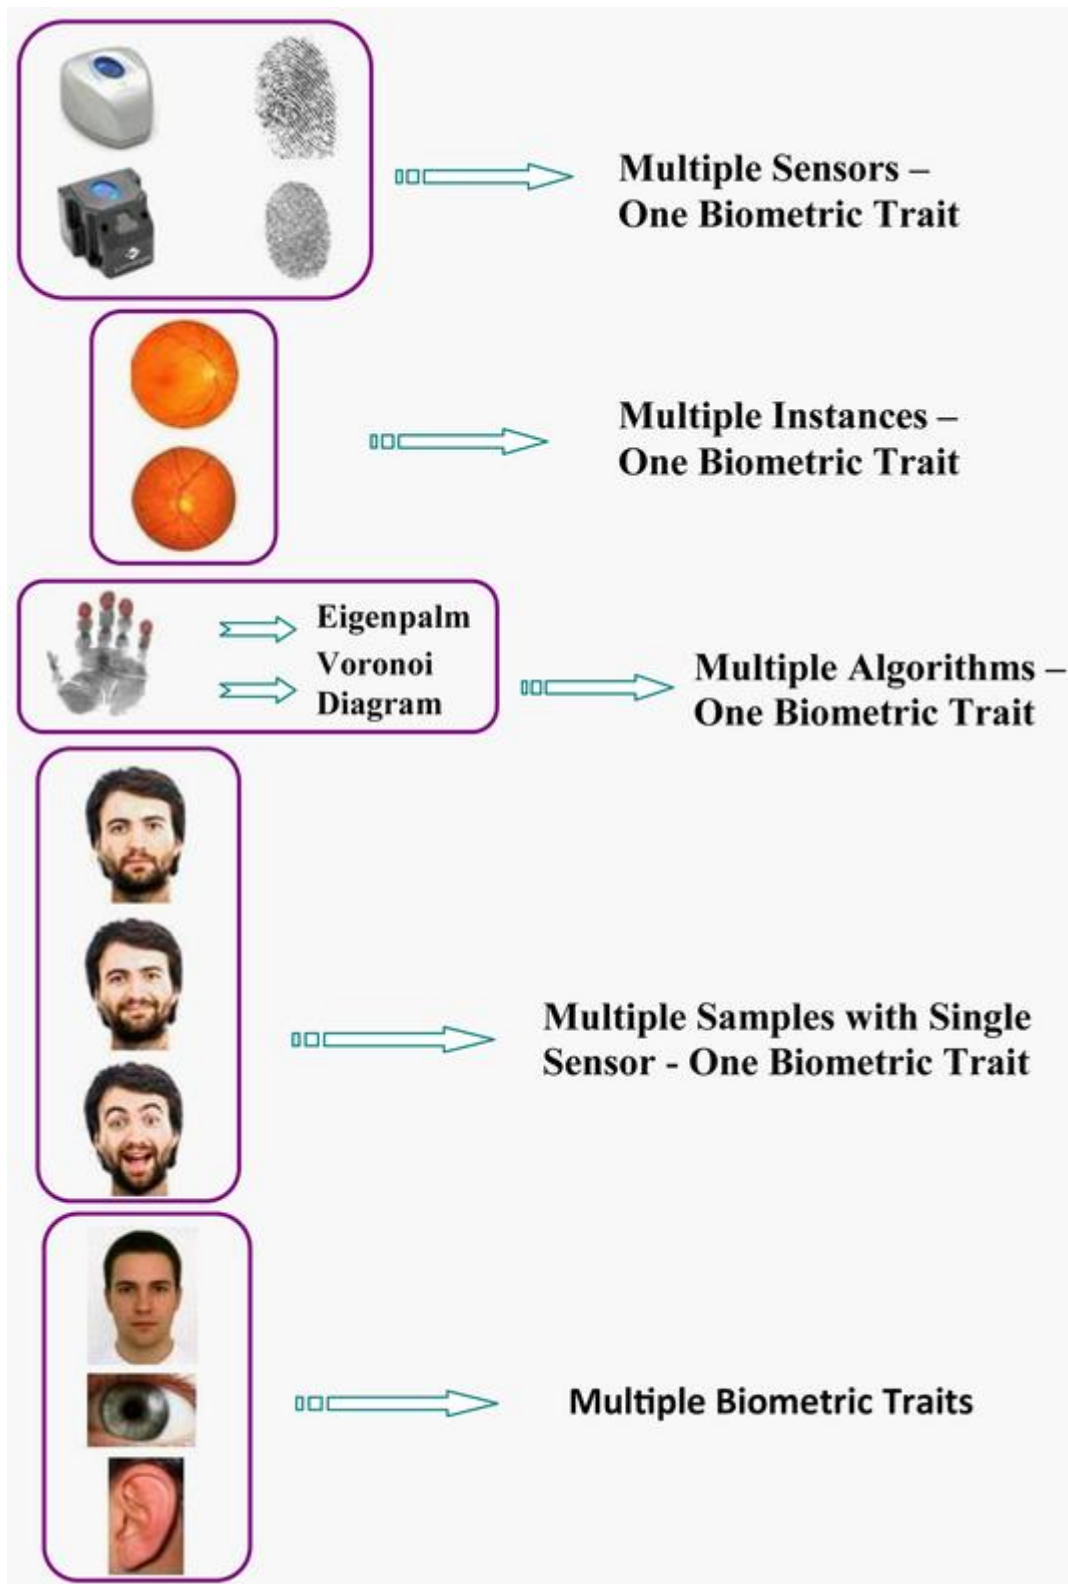 Multiple Sensors –
One Biometric Trait
Multiple Instances –
One Biometric Trait
Eigenpalm
Voronoi
Diagram
Multiple Algorithms –
One Biometric Trait
Multiple Samples with Single
Sensor - One Biometric Trait
Multiple Biometric Traits